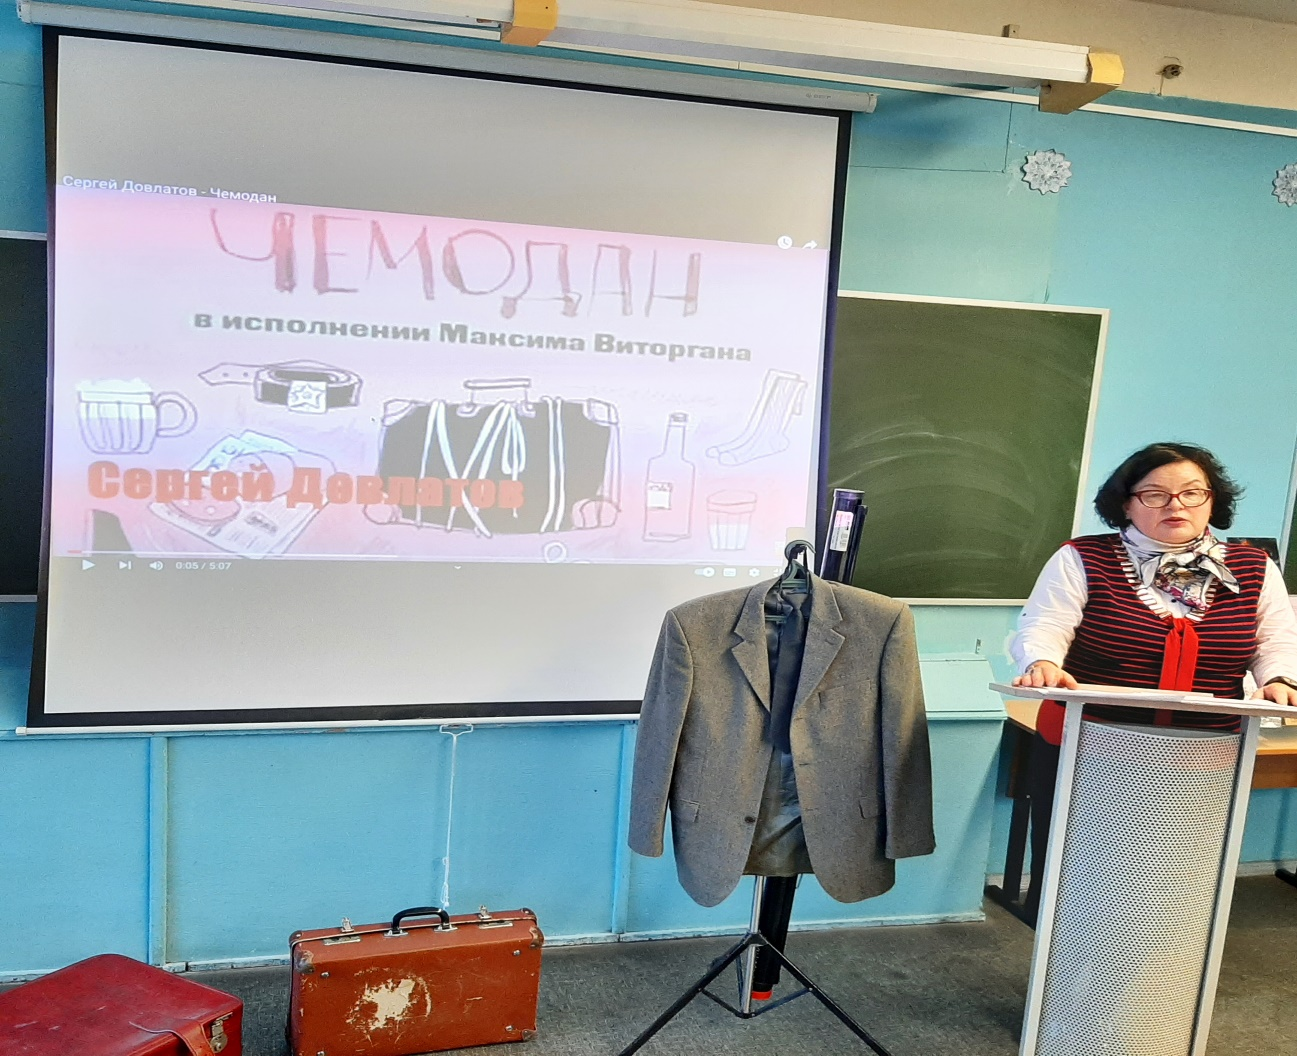 Сергей Довлатов - Чемодан
ЧЕМОДАН
в исполнении Максима Виторгана
Сергей Довлатов
0:05 / 5:07